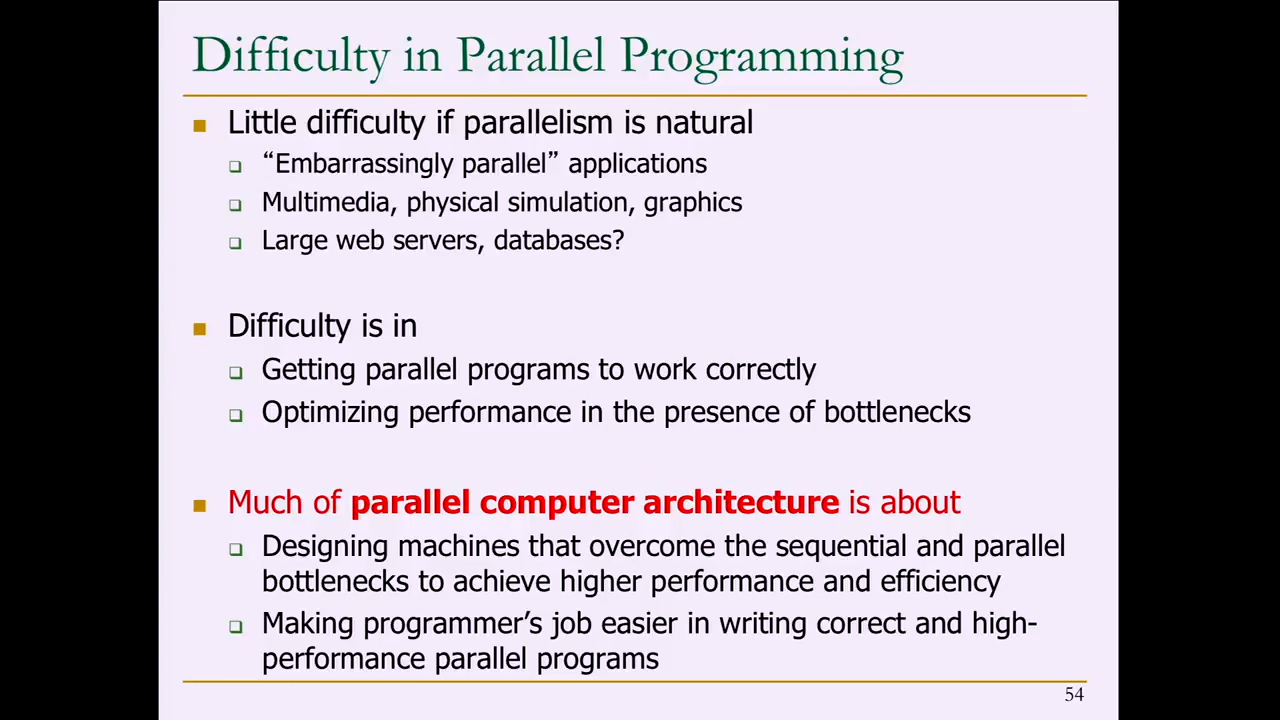 Difficulty in Parallel Programming
Little difficulty if parallelism is natural
“Embarrassingly parallel” applications
Multimedia, physical simulation, graphics
Large web servers, databases?
Difficulty is in
Getting parallel programs to work correctly
Optimizing performance in the presence of bottlenecks
Much of parallel computer architecture is about
Designing machines that overcome the sequential and parallel
bottlenecks to achieve higher performance and efficiency
Making programmer’s job easier in writing correct and high-
performance parallel programs
54